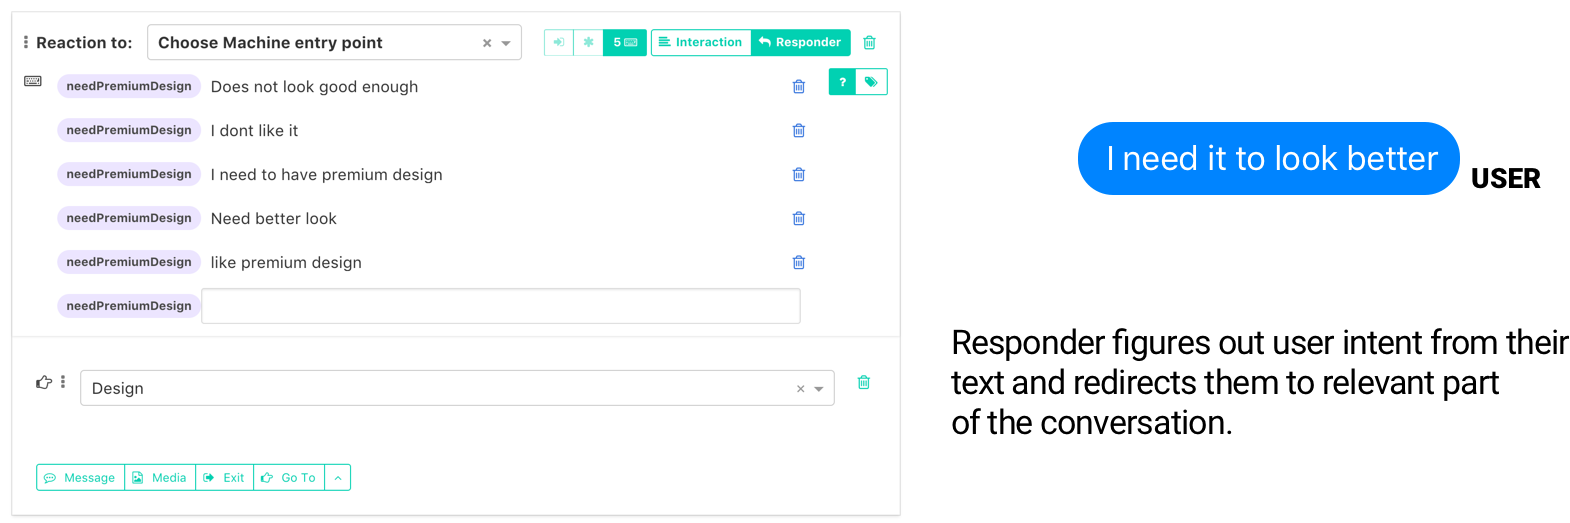 Reaction to: Choose Machine entry point 5 Interaction Responder
needPremiumDesign Does not look good enough ?
needPremiumDesign I dont like it
needPremiumDesign I need to have premium design
needPremiumDesign Need better look
needPremiumDesign like premium design
needPremiumDesign
Design
Message Media Exit Go To
I need it to look better
USER
Responder figures out user intent from their
text and redirects them to relevant part
of the conversation.